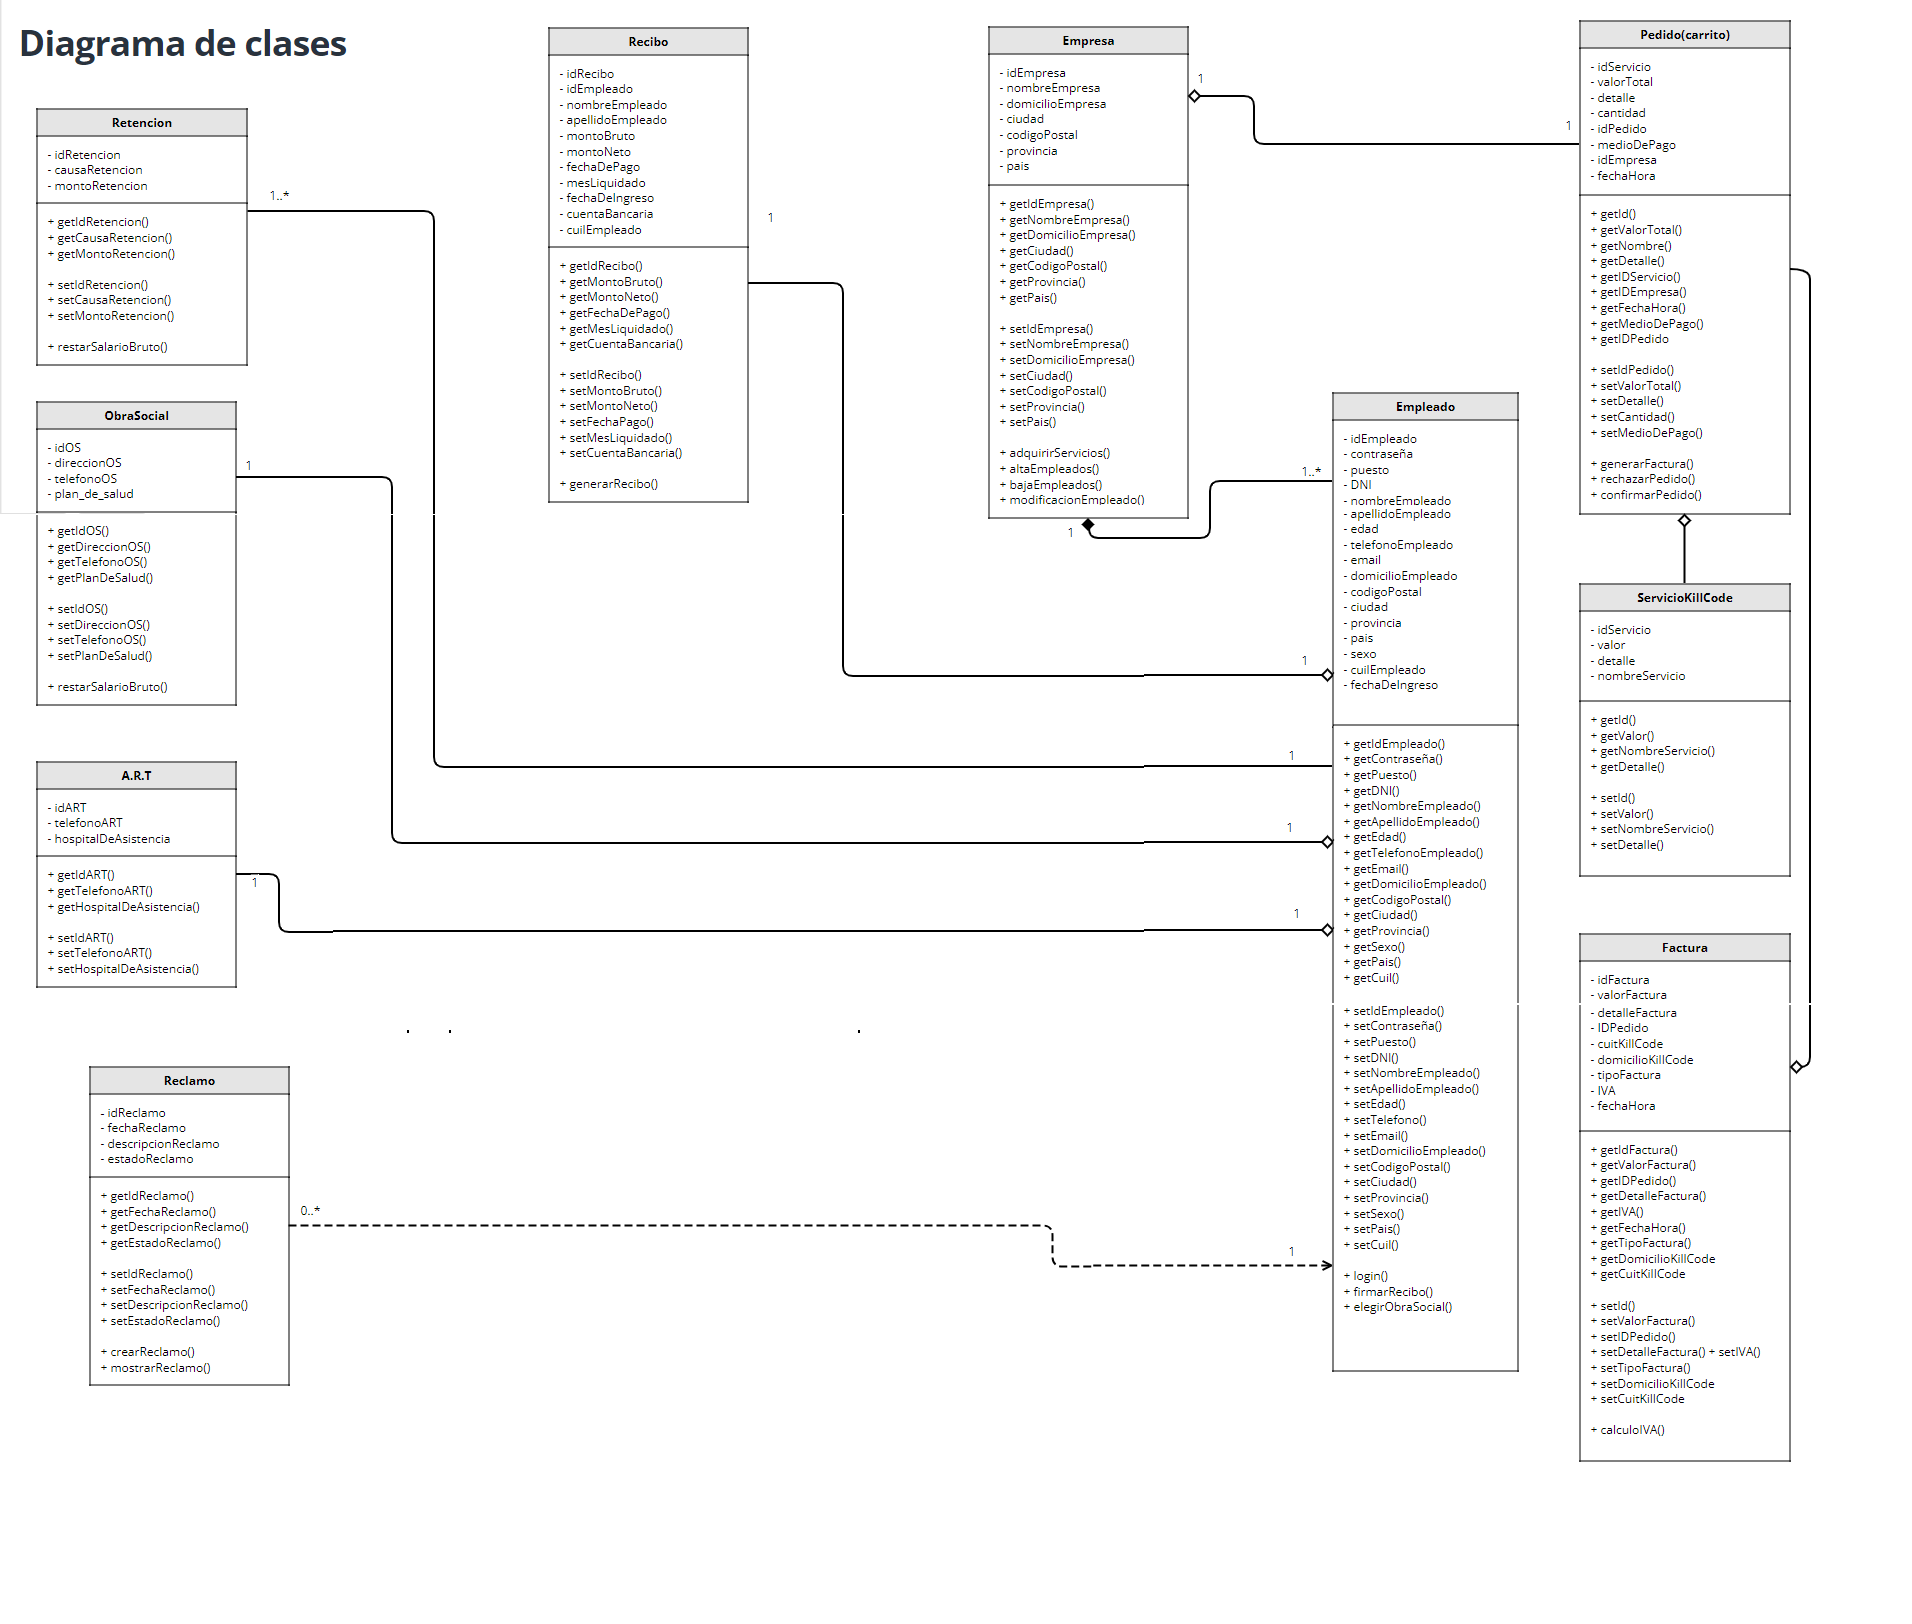 Diagrama de clases
Retencion
- idRetencion
- causaRetencion
- montoRetencion
+ getIdRetencion()
+ getCausaRetencion()
+ getMontoRetencion()
+ setIdRetencion()
+ setCausaRetencion()
+ setMontoRetencion()
+ restarSalarioBruto()
1..*
ObraSocial
- idOS
- direccionOS
- telefonoOS
- plan_de_salud
+ getIdOS()
+ getDireccionOS()
+ getTelefonoOS()
+ getPlanDeSalud()
+ setIdOS()
+ setDireccionOS()
+ setTelefonoOS()
+ setPlanDeSalud()
+ restarSalarioBruto()
1
A.R.T
- idART
- telefonoART
- hospitalDeAsistencia
+ getIdART()
+ getTelefonoART()
+ getHospitalDeAsistencia()
+ setIdART()
+ setTelefonoART()
+ setHospitalDeAsistencia()
1
Reclamo
- idReclamo
- fechaReclamo
- descripcionReclamo
- estadoReclamo
+ getIdReclamo()
+ getFechaReclamo()
+ getDescripcionReclamo()
+ getEstadoReclamo()
+ setIdReclamo()
+ setFechaReclamo()
+ setDescripcionReclamo()
+ setEstadoReclamo()
+ crearReclamo()
+ mostrarReclamo()
0..*
Recibo
- idRecibo
- idEmpleado
- nombreEmpleado
- apellidoEmpleado
- montoBruto
- montoNeto
- fechaDePago
- mesLiquidado
- fechaDeIngreso
- cuentaBancaria
- cuilEmpleado
+ getIdRecibo()
+ getMontoBruto()
+ getMontoNeto()
+ getFechaDePago()
+ getMesLiquidado()
+ getCuentaBancaria()
+ setIdRecibo()
+ setMontoBruto()
+ setMontoNeto()
+ setFechaPago()
+ setMesLiquidado()
+ setCuentaBancaria()
+ generarRecibo()
1
Empresa
- idEmpresa
- nombreEmpresa
- domicilioEmpresa
- ciudad
- codigoPostal
- provincia
- pais
+ getIdEmpresa()
+ getNombreEmpresa()
+ getDomicilioEmpresa()
+ getCiudad()
+ getCodigoPostal()
+ getProvincia()
+ getPais()
+ setIdEmpresa()
+ setNombreEmpresa()
+ setDomicilioEmpresa()
+ setCiudad()
+ setCodigoPostal()
+ setProvincia()
+ setPais()
+ adquirirServicios()
+ altaEmpleados()
+ bajaEmpleados()
+ modificacionEmpleado()
1
1
1
1..*
Empleado
- idEmpleado
- contraseña
- puesto
- DNI
- nombreEmpleado
- apellidoEmpleado
- edad
- telefonoEmpleado
- email
- domicilioEmpleado
- codigoPostal
- ciudad
- provincia
- pais
- sexo
- cuilEmpleado
- fechaDeIngreso
+ getIdEmpleado()
+ getContraseña()
+ getPuesto()
+ getDNI()
+ getNombreEmpleado()
+ getApellidoEmpleado()
+ getEdad()
+ getTelefonoEmpleado()
+ getEmail()
+ getDomicilioEmpleado()
+ getCodigoPostal()
+ getCiudad()
+ getProvincia()
+ getSexo()
+ getPais()
+ getCuil()
+ setIdEmpleado()
+ setContraseña()
+ setPuesto()
+ setDNI()
+ setNombreEmpleado()
+ setApellidoEmpleado()
+ setEdad()
+ setTelefono()
+ setEmail()
+ setDomicilioEmpleado()
+ setCodigoPostal()
+ setCiudad()
+ setProvincia()
+ setSexo()
+ setPais()
+ setCuil()
+ login()
+ firmarRecibo()
+ elegirObraSocial()
1
1
1
1
1
Pedido(carrito)
- idServicio
- valorTotal
- detalle
- cantidad
- idPedido
- medioDePago
- idEmpresa
- fechaHora
+ getId()
+ getValorTotal()
+ getNombre()
+ getDetalle()
+ getIDServicio()
+ getIDEmpresa()
+ getFechaHora()
+ getMedioDePago()
+ getIDPedido
+ setIdPedido()
+ setValorTotal()
+ setDetalle()
+ setCantidad()
+ setMedioDePago()
+ generarFactura()
+ rechazarPedido()
+ confirmarPedido()
ServicioKillCode
- idServicio
- valor
- detalle
- nombreServicio
+ getId()
+ getValor()
+ getNombreServicio()
+ getDetalle()
+ setId()
+ setValor()
+ setNombreServicio()
+ setDetalle()
Factura
- idFactura
- valorFactura
- detalleFactura
- IDPedido
- cuitKillCode
- domicilioKillCode
- tipoFactura
- IVA
- fechaHora
+ getIdFactura()
+ getValorFactura()
+ getIDPedido()
+ getDetalleFactura()
+ getIVA()
+ getFechaHora()
+ getTipoFactura()
+ getDomicilioKillCode
+ getCuitKillCode
+ setId()
+ setValorFactura()
+ setIDPedido()
+ setDetalleFactura() + setIVA()
+ setTipoFactura()
+ setDomicilioKillCode
+ setCuitKillCode
+ calculoIVA()